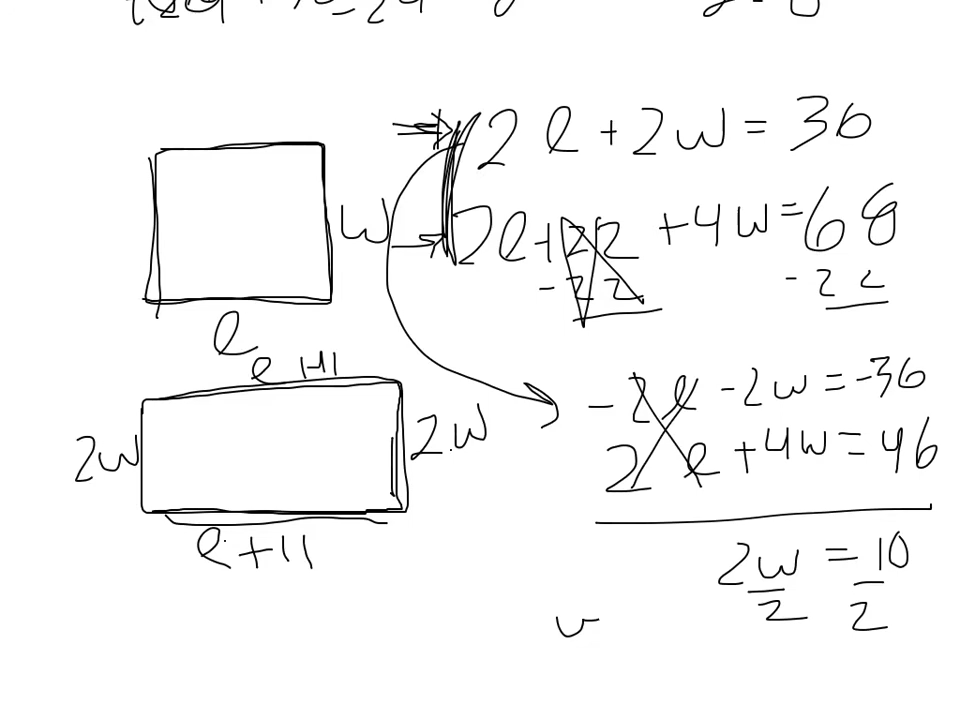 2l + 2w = 36
w
2l + 22 + 4w = 68
- 22 - 22
l
l + 11
-2l - 2w = -36
2w 2w
2l + 4w = 46
l + 11
2w = 10
2 2